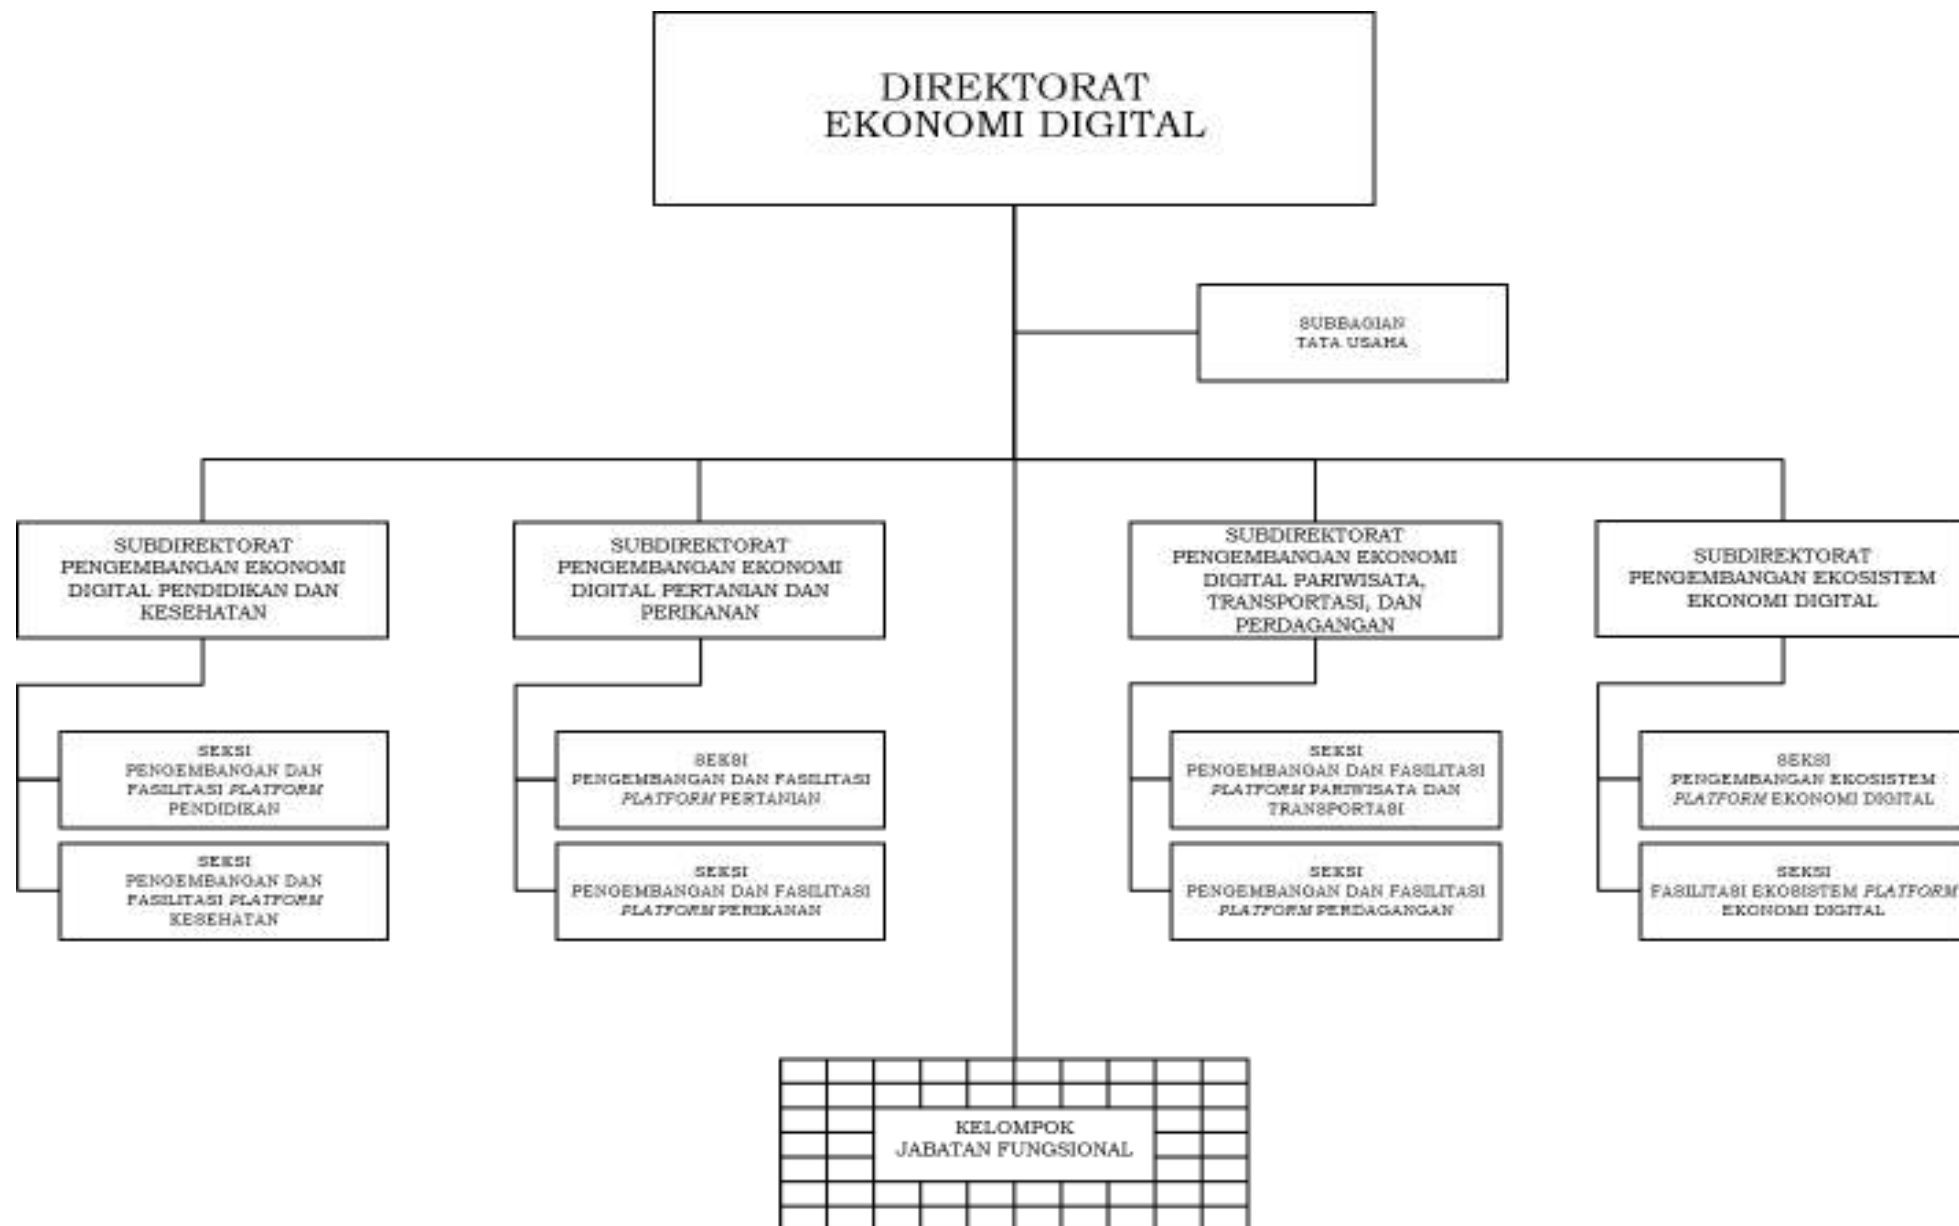 DIREKTORAT
EKONOMI DIGITAL
SUBBAGIAN
TATA USAHA
SUBDIREKTORAT
PENGEMBANGAN EKONOMI
DIGITAL PENDIDIKAN DAN
KESEHATAN
SUBDIREKTORAT
PENGEMBANGAN EKONOMI
DIGITAL PERTANIAN DAN
PERIKANAN
SUBDIREKTORAT
PENGEMBANGAN EKONOMI
DIGITAL PARIWISATA,
TRANSPORTASI, DAN
PERDAGANGAN
SUBDIREKTORAT
PENGEMBANGAN EKOSISTEM
EKONOMI DIGITAL
SEKSI
PENGEMBANGAN DAN
FASILITASI PLATFORM
PENDIDIKAN
SEKSI
PENGEMBANGAN DAN FASILITASI
PLATFORM PERTANIAN
SEKSI
PENGEMBANGAN DAN FASILITASI
PLATFORM PARIWISATA DAN
TRANSPORTASI
SEKSI
PENGEMBANGAN EKOSISTEM
PLATFORM EKONOMI DIGITAL
SEKSI
PENGEMBANGAN DAN
FASILITASI PLATFORM
KESEHATAN
SEKSI
PENGEMBANGAN DAN FASILITASI
PLATFORM PERIKANAN
SEKSI
PENGEMBANGAN DAN FASILITASI
PLATFORM PERDAGANGAN
SEKSI
FASILITASI EKOSISTEM PLATFORM
EKONOMI DIGITAL
KELOMPOK
JABATAN FUNGSIONAL